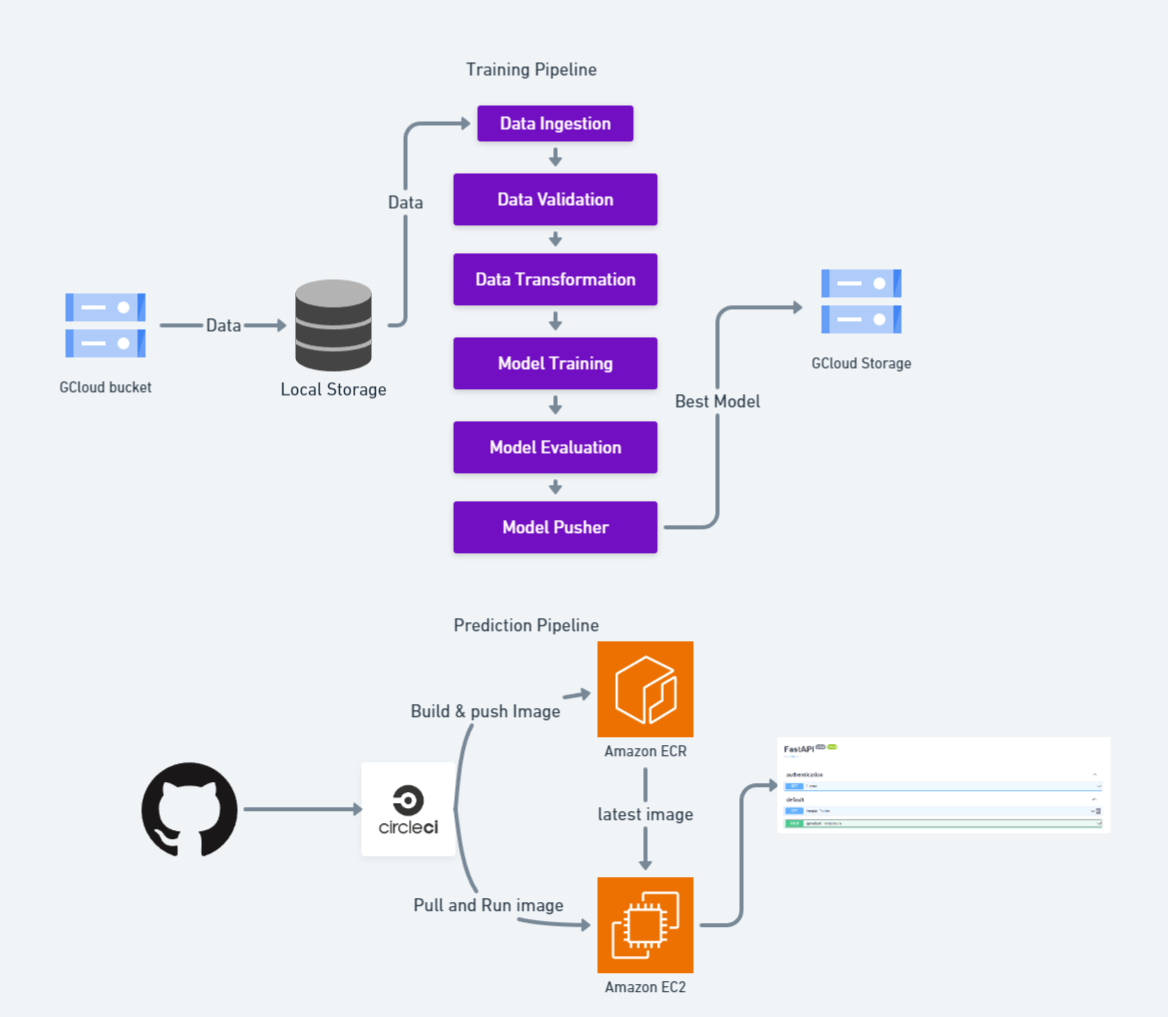 Training Pipeline
Data Ingestion
Data Validation
Data
Data Transformation
Data
GCloud bucket
Local Storage
Model Training
GCloud Storage
Best Model
Model Evaluation
Model Pusher
Prediction Pipeline
Build & push Image
Amazon ECR
FastAPI
authentication
default
circleci
latest image
Pull and Run image
Amazon EC2